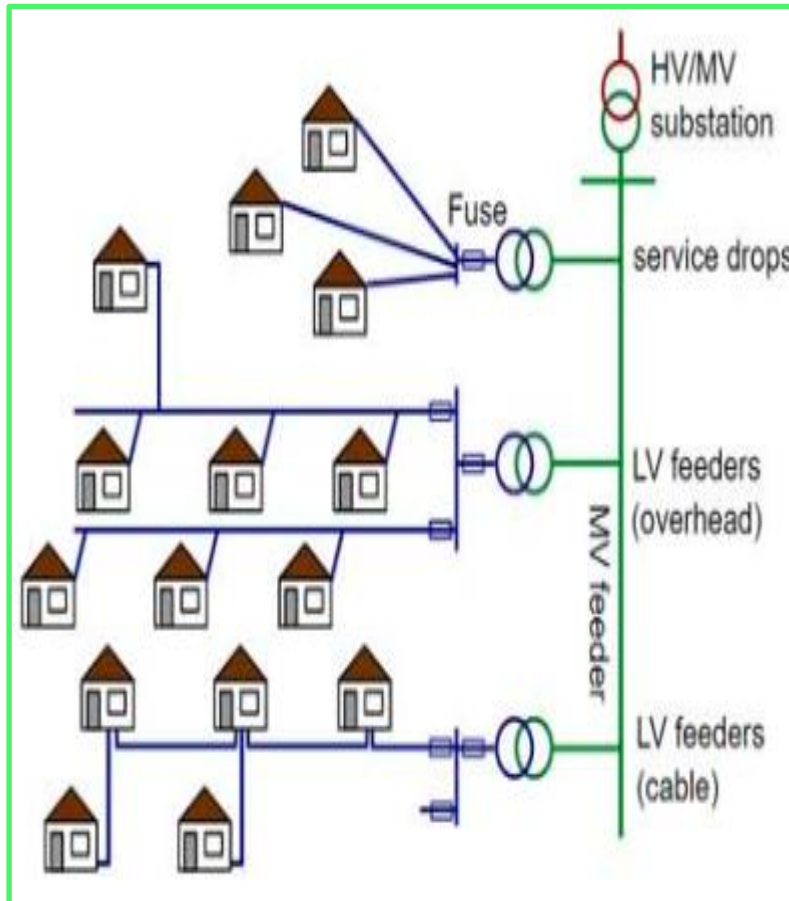 HV/MV
substation
Fuse
service drops
LV feeders
(overhead)
MV feeder
LV feeders
(cable)